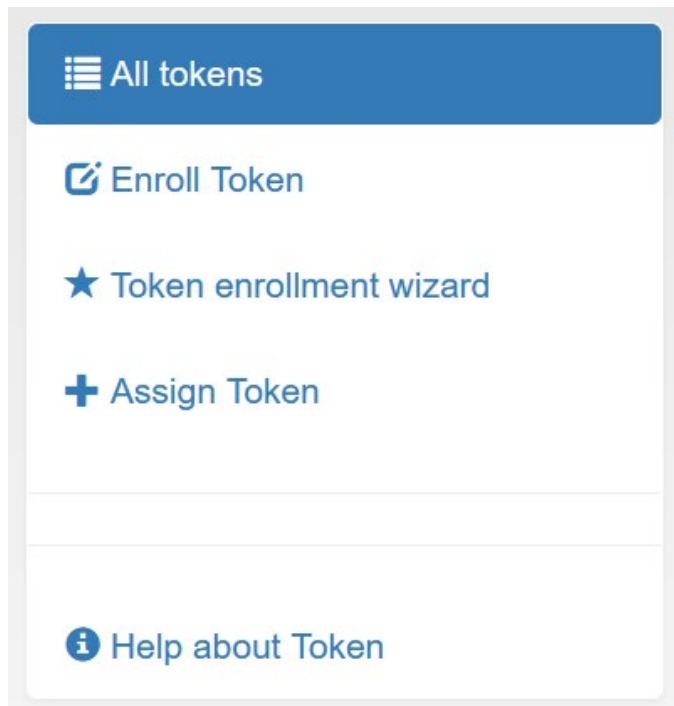 All tokens
Enroll Token
Token enrollment wizard
Assign Token
Help about Token